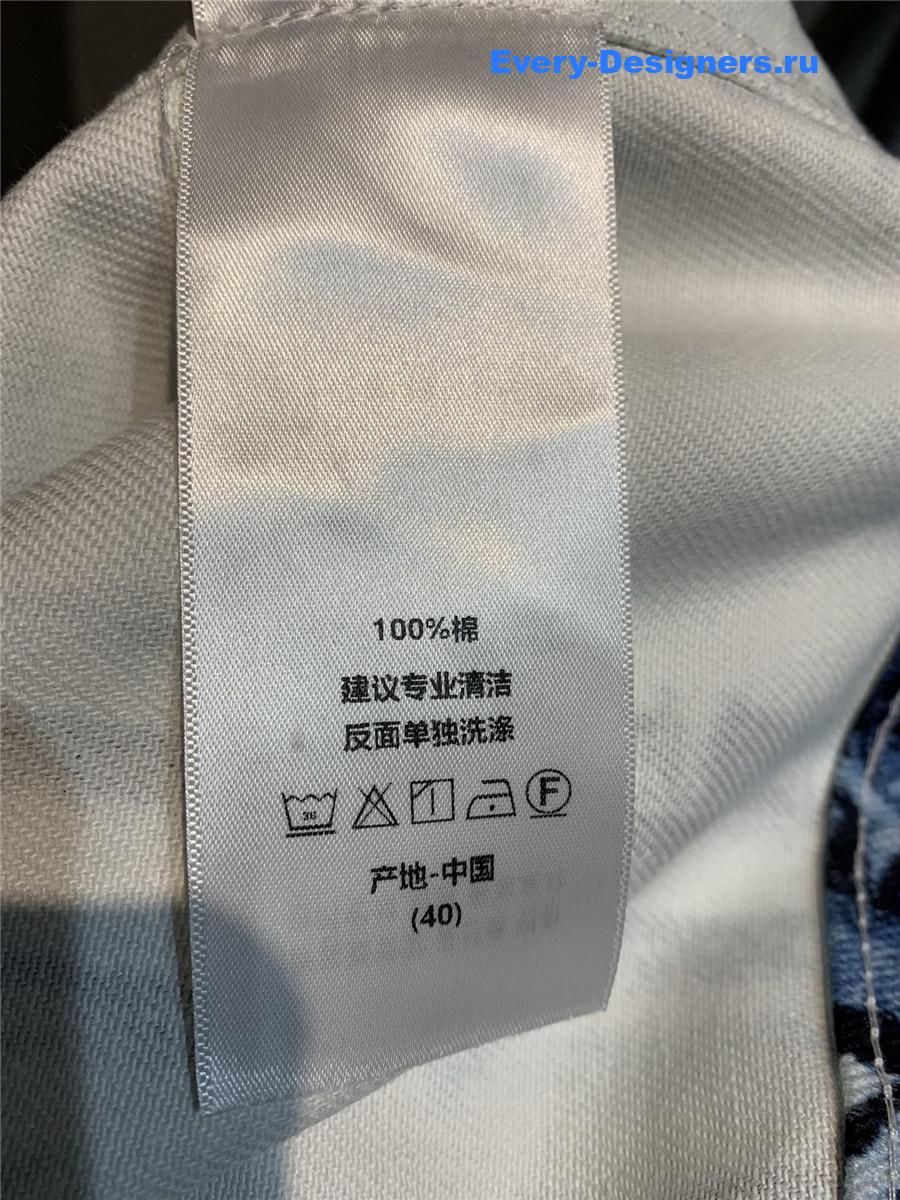 Every-Designers.ru
100%棉
建议专业清洁
反面单独洗涤
F
产地-中国
(40)